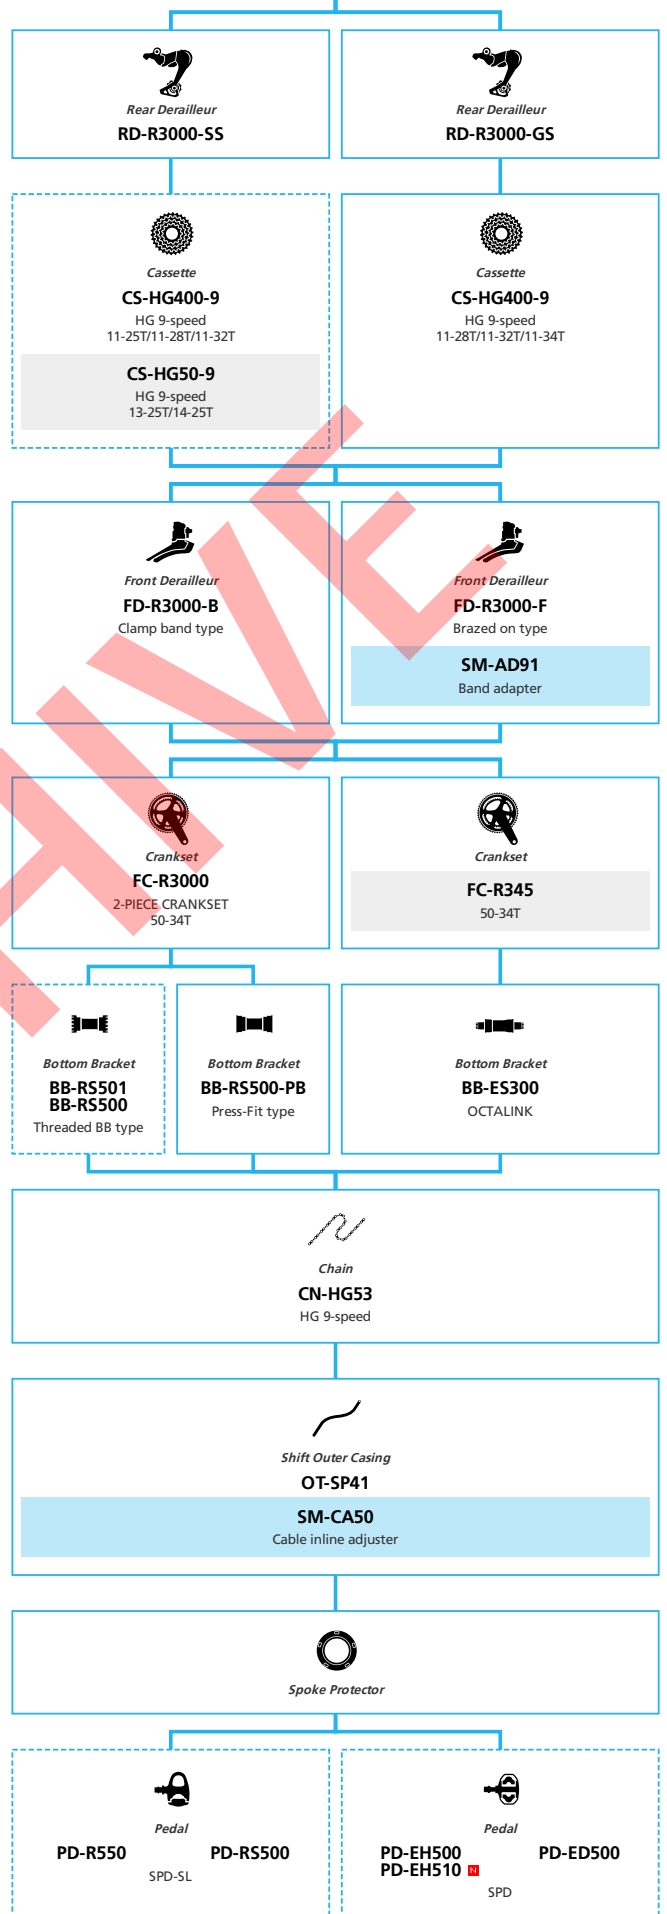 Rear Derailleur
RD-R3000-SS
Rear Derailleur
RD-R3000-GS
Cassette
CS-HG400-9
HG 9-speed
11-25T/11-28T/11-32T
CS-HG50-9
HG 9-speed
13-25T/14-25T
Cassette
CS-HG400-9
HG 9-speed
11-28T/11-32T/11-34T
Front Derailleur
FD-R3000-B
Clamp band type
Front Derailleur
FD-R3000-F
Brazed on type
SM-AD91
Band adapter
Crankset
FC-R3000
2-PIECE CRANKSET
50-34T
Crankset
FC-R345
50-34T
Bottom Bracket
BB-RS501
BB-RS500
Threaded BB type
Bottom Bracket
BB-RS500-PB
Press-Fit type
Bottom Bracket
BB-ES300
OCTALINK
Chain
CN-HG53
HG 9-speed
Shift Outer Casing
OT-SP41
SM-CA50
Cable inline adjuster
Spoke Protector
Pedal
PD-R550 PD-RS500
SPD-SL
Pedal
PD-EH500 PD-ED500
PD-EH510 N
SPD
HIVE